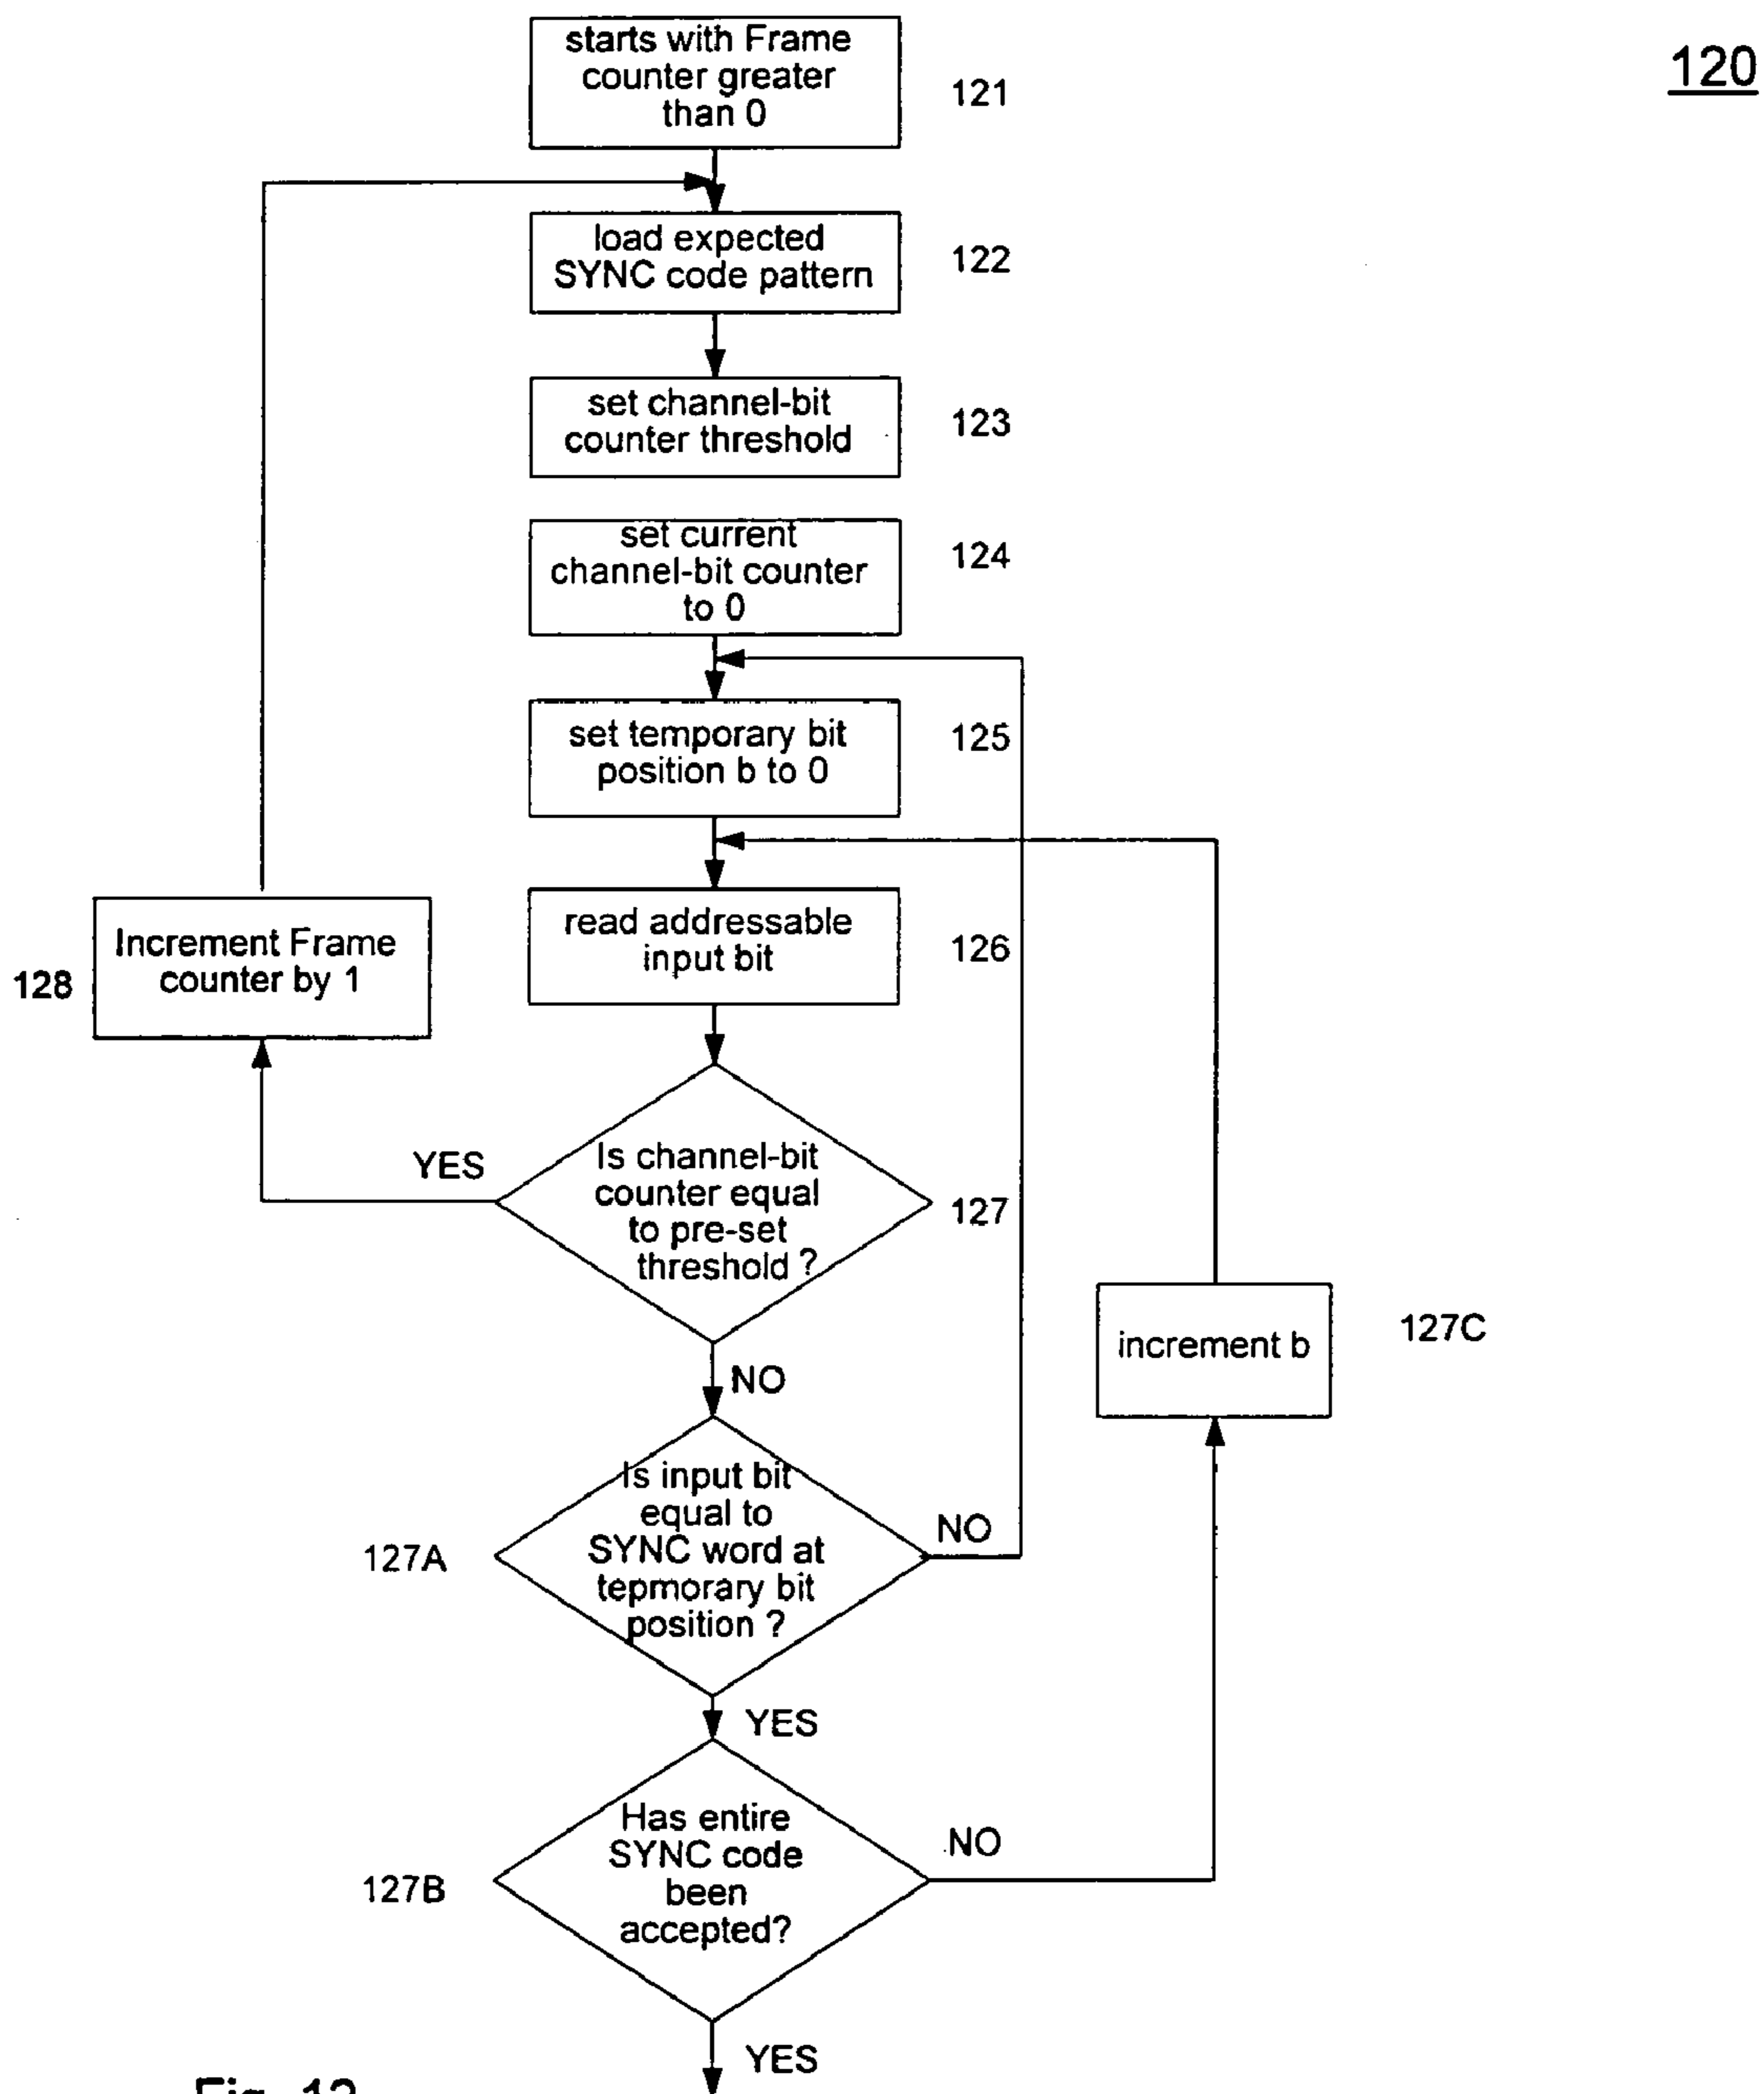 starts with Frame
counter greater
than 0
121
120
load expected
SYNC code pattern
122
set channel-bit
counter threshold
123
set current
channel-bit counter
to 0
124
set temporary bit
position b to 0
125
read addressable
input bit
126
Increment Frame
counter by 1
128
YES
Is channel-bit
counter equal
to pre-set
threshold ?
127
increment b
127C
NO
Is input bit
equal to
SYNC word at
tepmorary bit
position ?
NO
127A
YES
Has entire
SYNC code
been
accepted?
NO
127B
YES